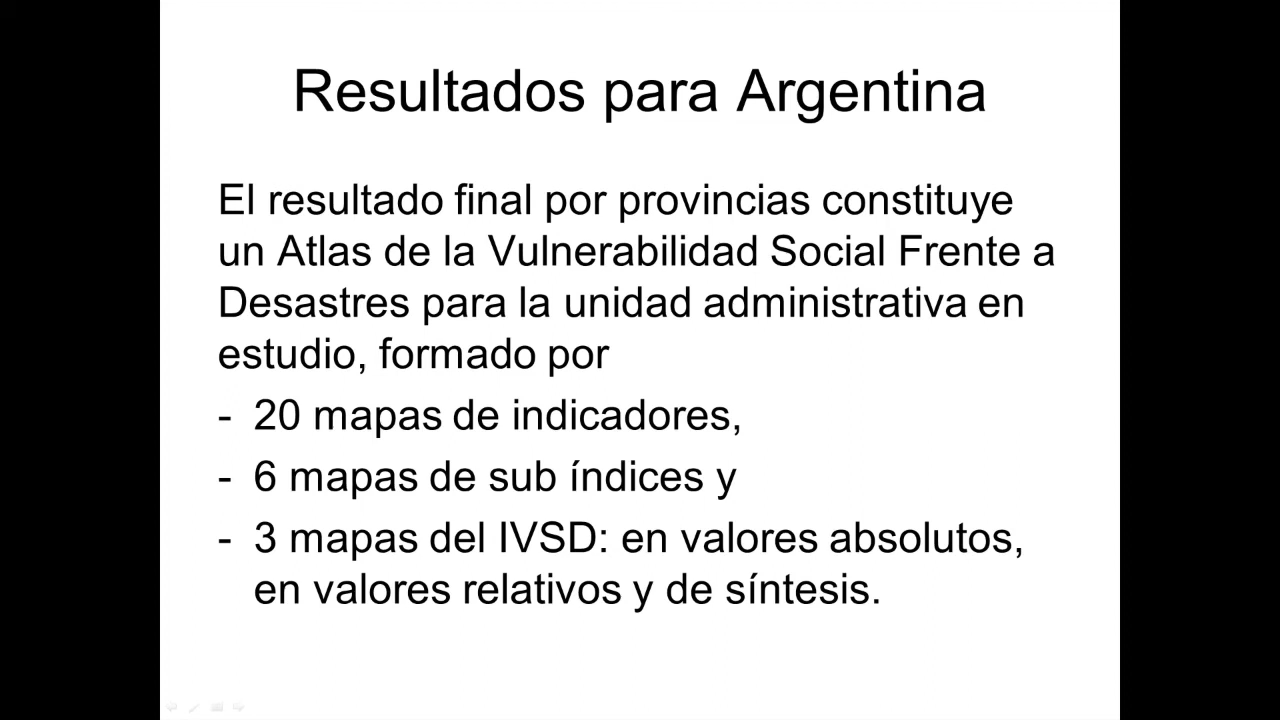 Resultados para Argentina
El resultado final por provincias constituye
un Atlas de la Vulnerabilidad Social Frente a
Desastres para la unidad administrativa en
estudio, formado por
- 20 mapas de indicadores,
- 6 mapas de sub índices y
- 3 mapas del IVSD: en valores absolutos,
en valores relativos y de síntesis.